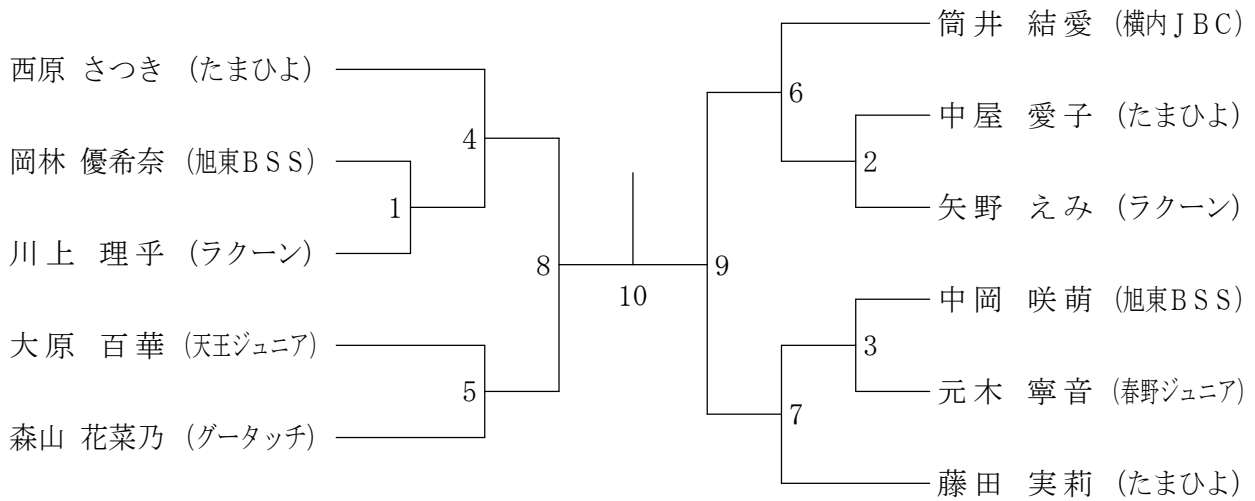 西原 さつき (たまひよ)
岡林 優希奈 (旭東ＢＳＳ)
川上 理乎 (ラクーン)
大原 百華 (天王ジュニア)
森山 花菜乃 (グータッチ)
1
4
5
8
10
9
6
2
3
7
筒井 結愛 (横内ＪＢＣ)
中屋 愛子 (たまひよ)
矢野 えみ (ラクーン)
中岡 咲萌 (旭東ＢＳＳ)
元木 寧音 (春野ジュニア)
藤田 実莉 (たまひよ)